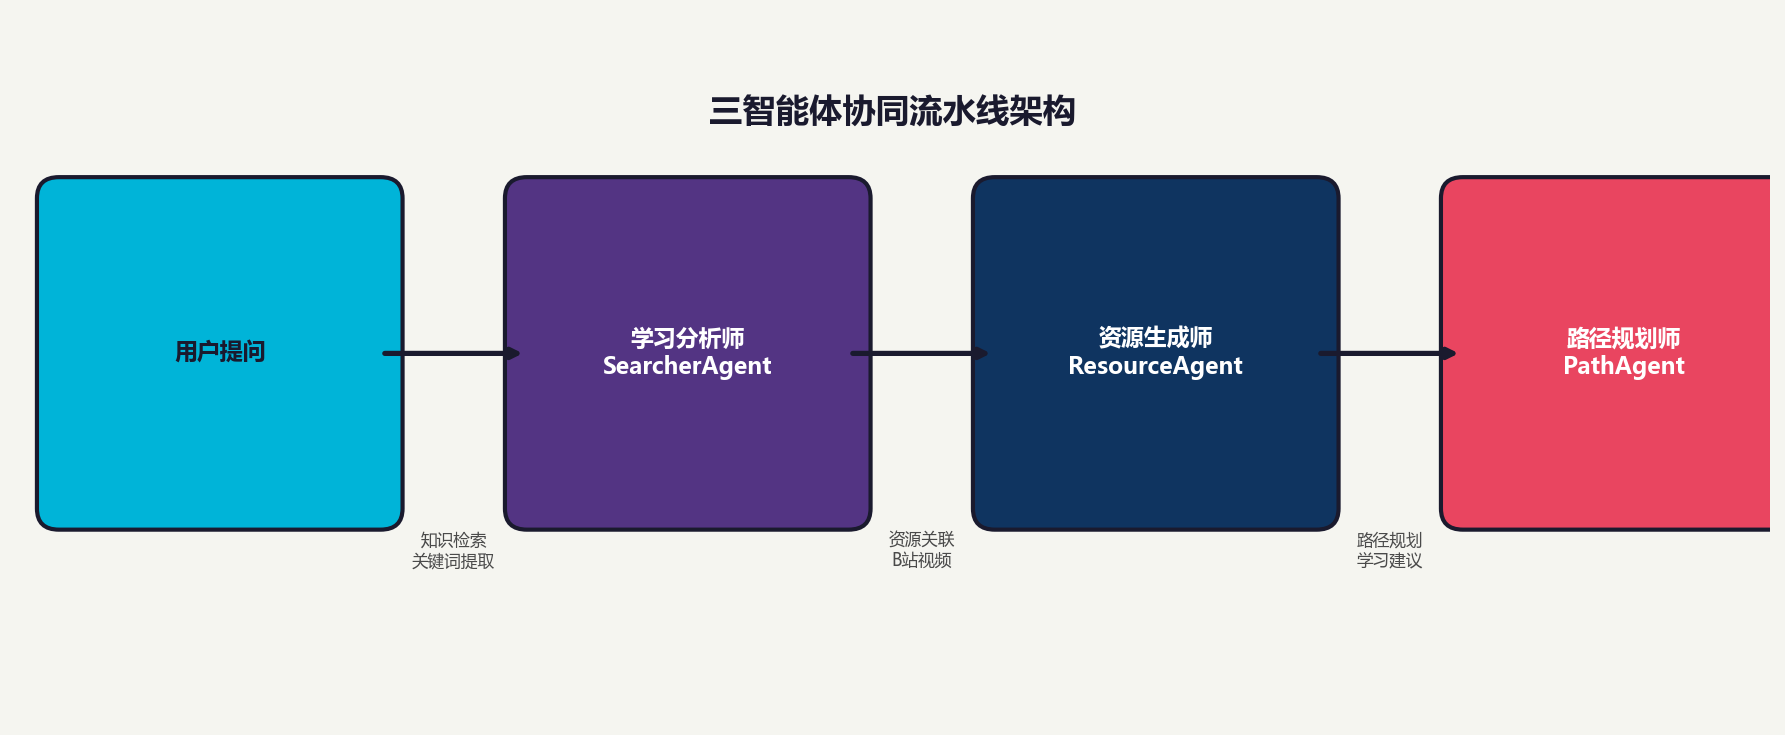 三智能体协同流水线架构
用户提问
学习分析师
SearcherAgent
资源生成师
ResourceAgent
路径规划师
PathAgent
知识检索
关键词提取
资源关联
B站视频
路径规划
学习建议